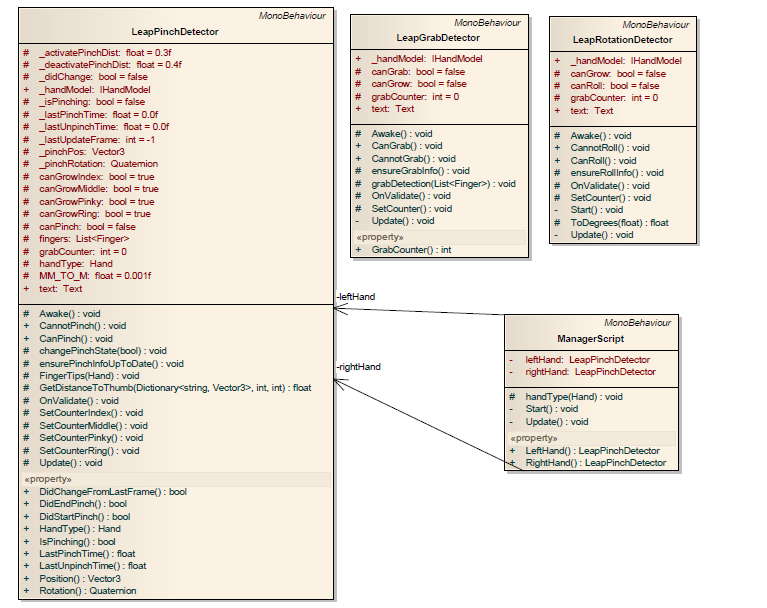 MonoBehaviour
LeapPinchDetector
# _activatePinchDist: float = 0.3f
# _deactivatePinchDist: float = 0.4f
# _didChange: bool = false
+ _handModel: IHandModel
# _isPinching: bool = false
# _lastPinchTime: float = 0.0f
# _lastUnpinchTime: float = 0.0f
# _lastUpdateFrame: int = -1
# _pinchPos: Vector3
# _pinchRotation: Quaternion
# canGrowIndex: bool = true
# canGrowMiddle: bool = true
# canGrowPinky: bool = true
# canGrowRing: bool = true
# canPinch: bool = false
# fingers: List<Finger>
# grabCounter: int = 0
# handType: Hand
# MM_TO_M: float = 0.001f
+ text: Text
# Awake() : void
+ CannotPinch() : void
+ CanPinch() : void
# changePinchState(bool) : void
# ensurePinchInfoUpToDate() : void
# FingerTips(Hand) : void
# GetDistanceToThumb(Dictionary<string, Vector3>, int, int) : float
# OnValidate() : void
# SetCounterIndex() : void
# SetCounterMiddle() : void
# SetCounterPinky() : void
# SetCounterRing() : void
# Update() : void
«property»
+ DidChangeFromLastFrame() : bool
+ DidEndPinch() : bool
+ DidStartPinch() : bool
+ HandType() : Hand
+ IsPinching() : bool
+ LastPinchTime() : float
+ LastUnpinchTime() : float
+ Position() : Vector3
+ Rotation() : Quaternion
MonoBehaviour
LeapGrabDetector
+ _handModel: IHandModel
# canGrab: bool = false
# canGrow: bool = false
# grabCounter: int = 0
+ text: Text
# Awake() : void
+ CanGrab() : void
+ CannotGrab() : void
# ensureGrabInfo() : void
# grabDetection(List<Finger>) : void
# OnValidate() : void
# SetCounter() : void
- Update() : void
«property»
+ GrabCounter() : int
MonoBehaviour
LeapRotationDetector
+ _handModel: IHandModel
# canGrow: bool = false
# canRoll: bool = false
# grabCounter: int = 0
+ text: Text
# Awake() : void
+ CannotRoll() : void
+ CanRoll() : void
# ensureRollInfo() : void
# OnValidate() : void
# SetCounter() : void
- Start() : void
# ToDegrees(float) : float
- Update() : void
-leftHand
-rightHand
MonoBehaviour
ManagerScript
- leftHand: LeapPinchDetector
- rightHand: LeapPinchDetector
# handType(Hand) : void
- Start() : void
- Update() : void
«property»
+ LeftHand() : LeapPinchDetector
+ RightHand() : LeapPinchDetector